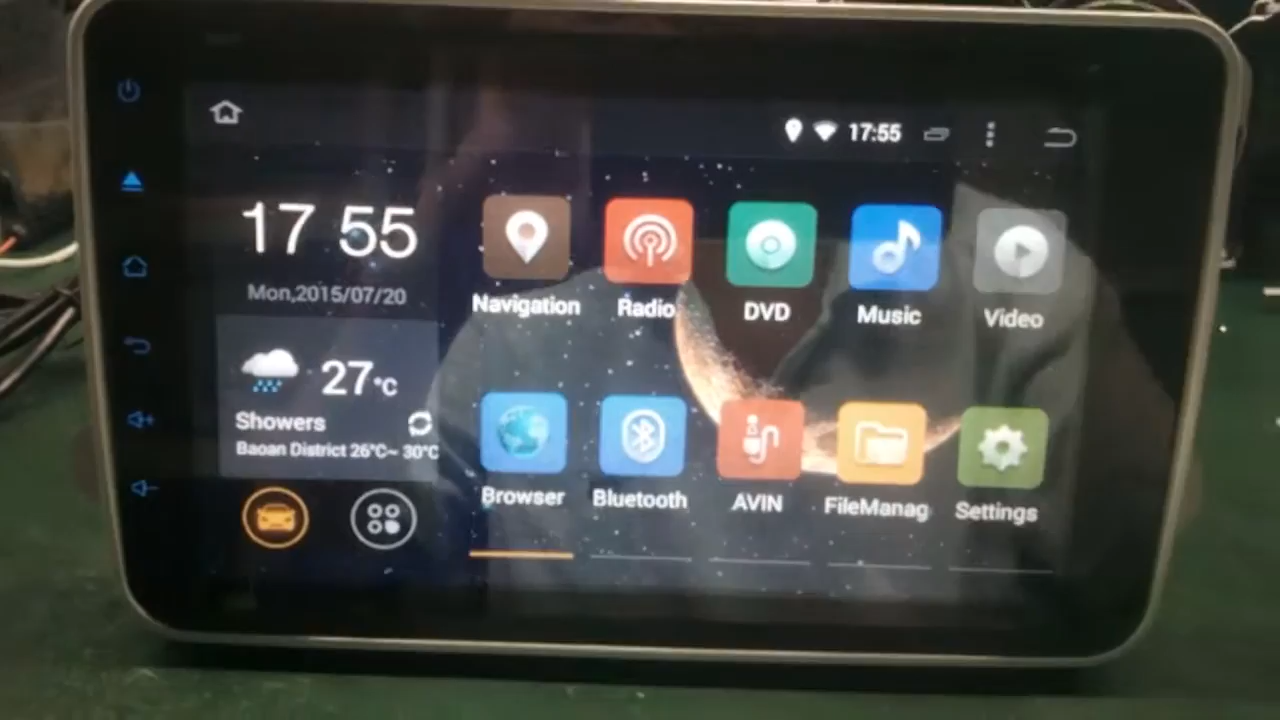 17:55
17 55
Mon,2015/07/20
27°C
Showers
Baoan District 26°C~ 30°C
Navigation
Radio
DVD
Music
Video
Browser
Bluetooth
AVIN
FileManag
Settings